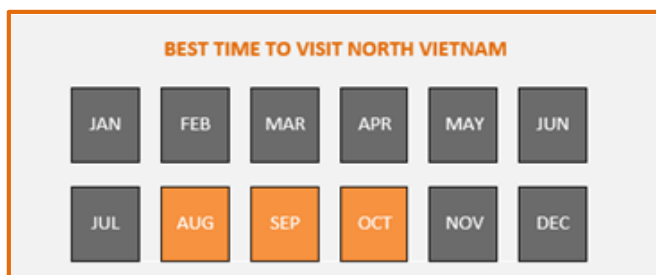 BEST TIME TO VISIT NORTH VIETNAM
JAN FEB MAR APR MAY JUN
JUL AUG SEP OCT NOV DEC